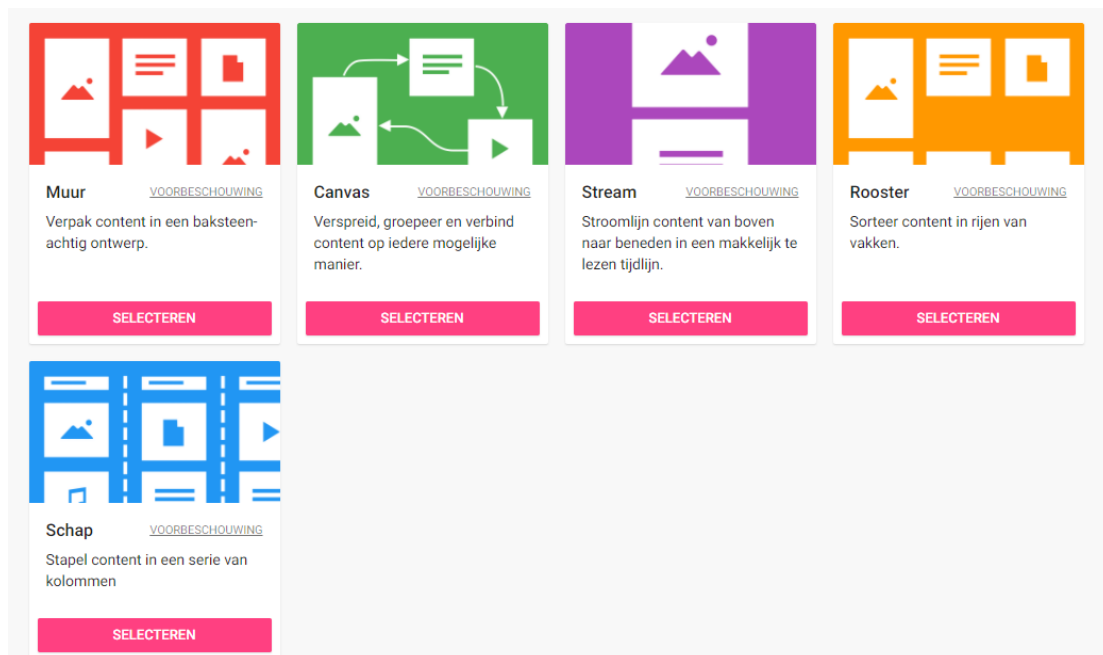 Muur VOORBESCHOUWING
Verpak content in een baksteen-
achtig ontwerp.
SELECTEREN
Canvas VOORBESCHOUWING
Verspreid, groepeer en verbind
content op iedere mogelijke
manier.
SELECTEREN
Stream VOORBESCHOUWING
Stroomlijn content van boven
naar beneden in een makkelijk te
lezen tijdlijn.
SELECTEREN
Rooster VOORBESCHOUWING
Sorteer content in rijen van
vakken.
SELECTEREN
Schap VOORBESCHOUWING
Stapel content in een serie van
kolommen
SELECTEREN